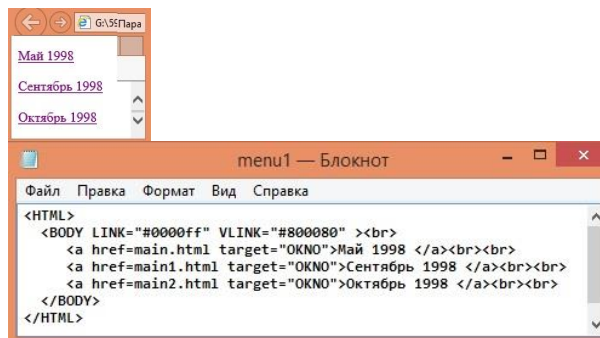 G:\59Пара
Май 1998
Сентябрь 1998
Октябрь 1998
menu1 — Блокнот
Файл Правка Формат Вид Справка
<HTML>
<BODY LINK="#0000ff" VLINK="#800080" ><br>
<a href=main.html target="OKNO">Май 1998 </a><br><br>
<a href=main1.html target="OKNO">Сентябрь 1998 </a><br><br>
<a href=main2.html target="OKNO">Октябрь 1998 </a><br><br>
</BODY>
</HTML>